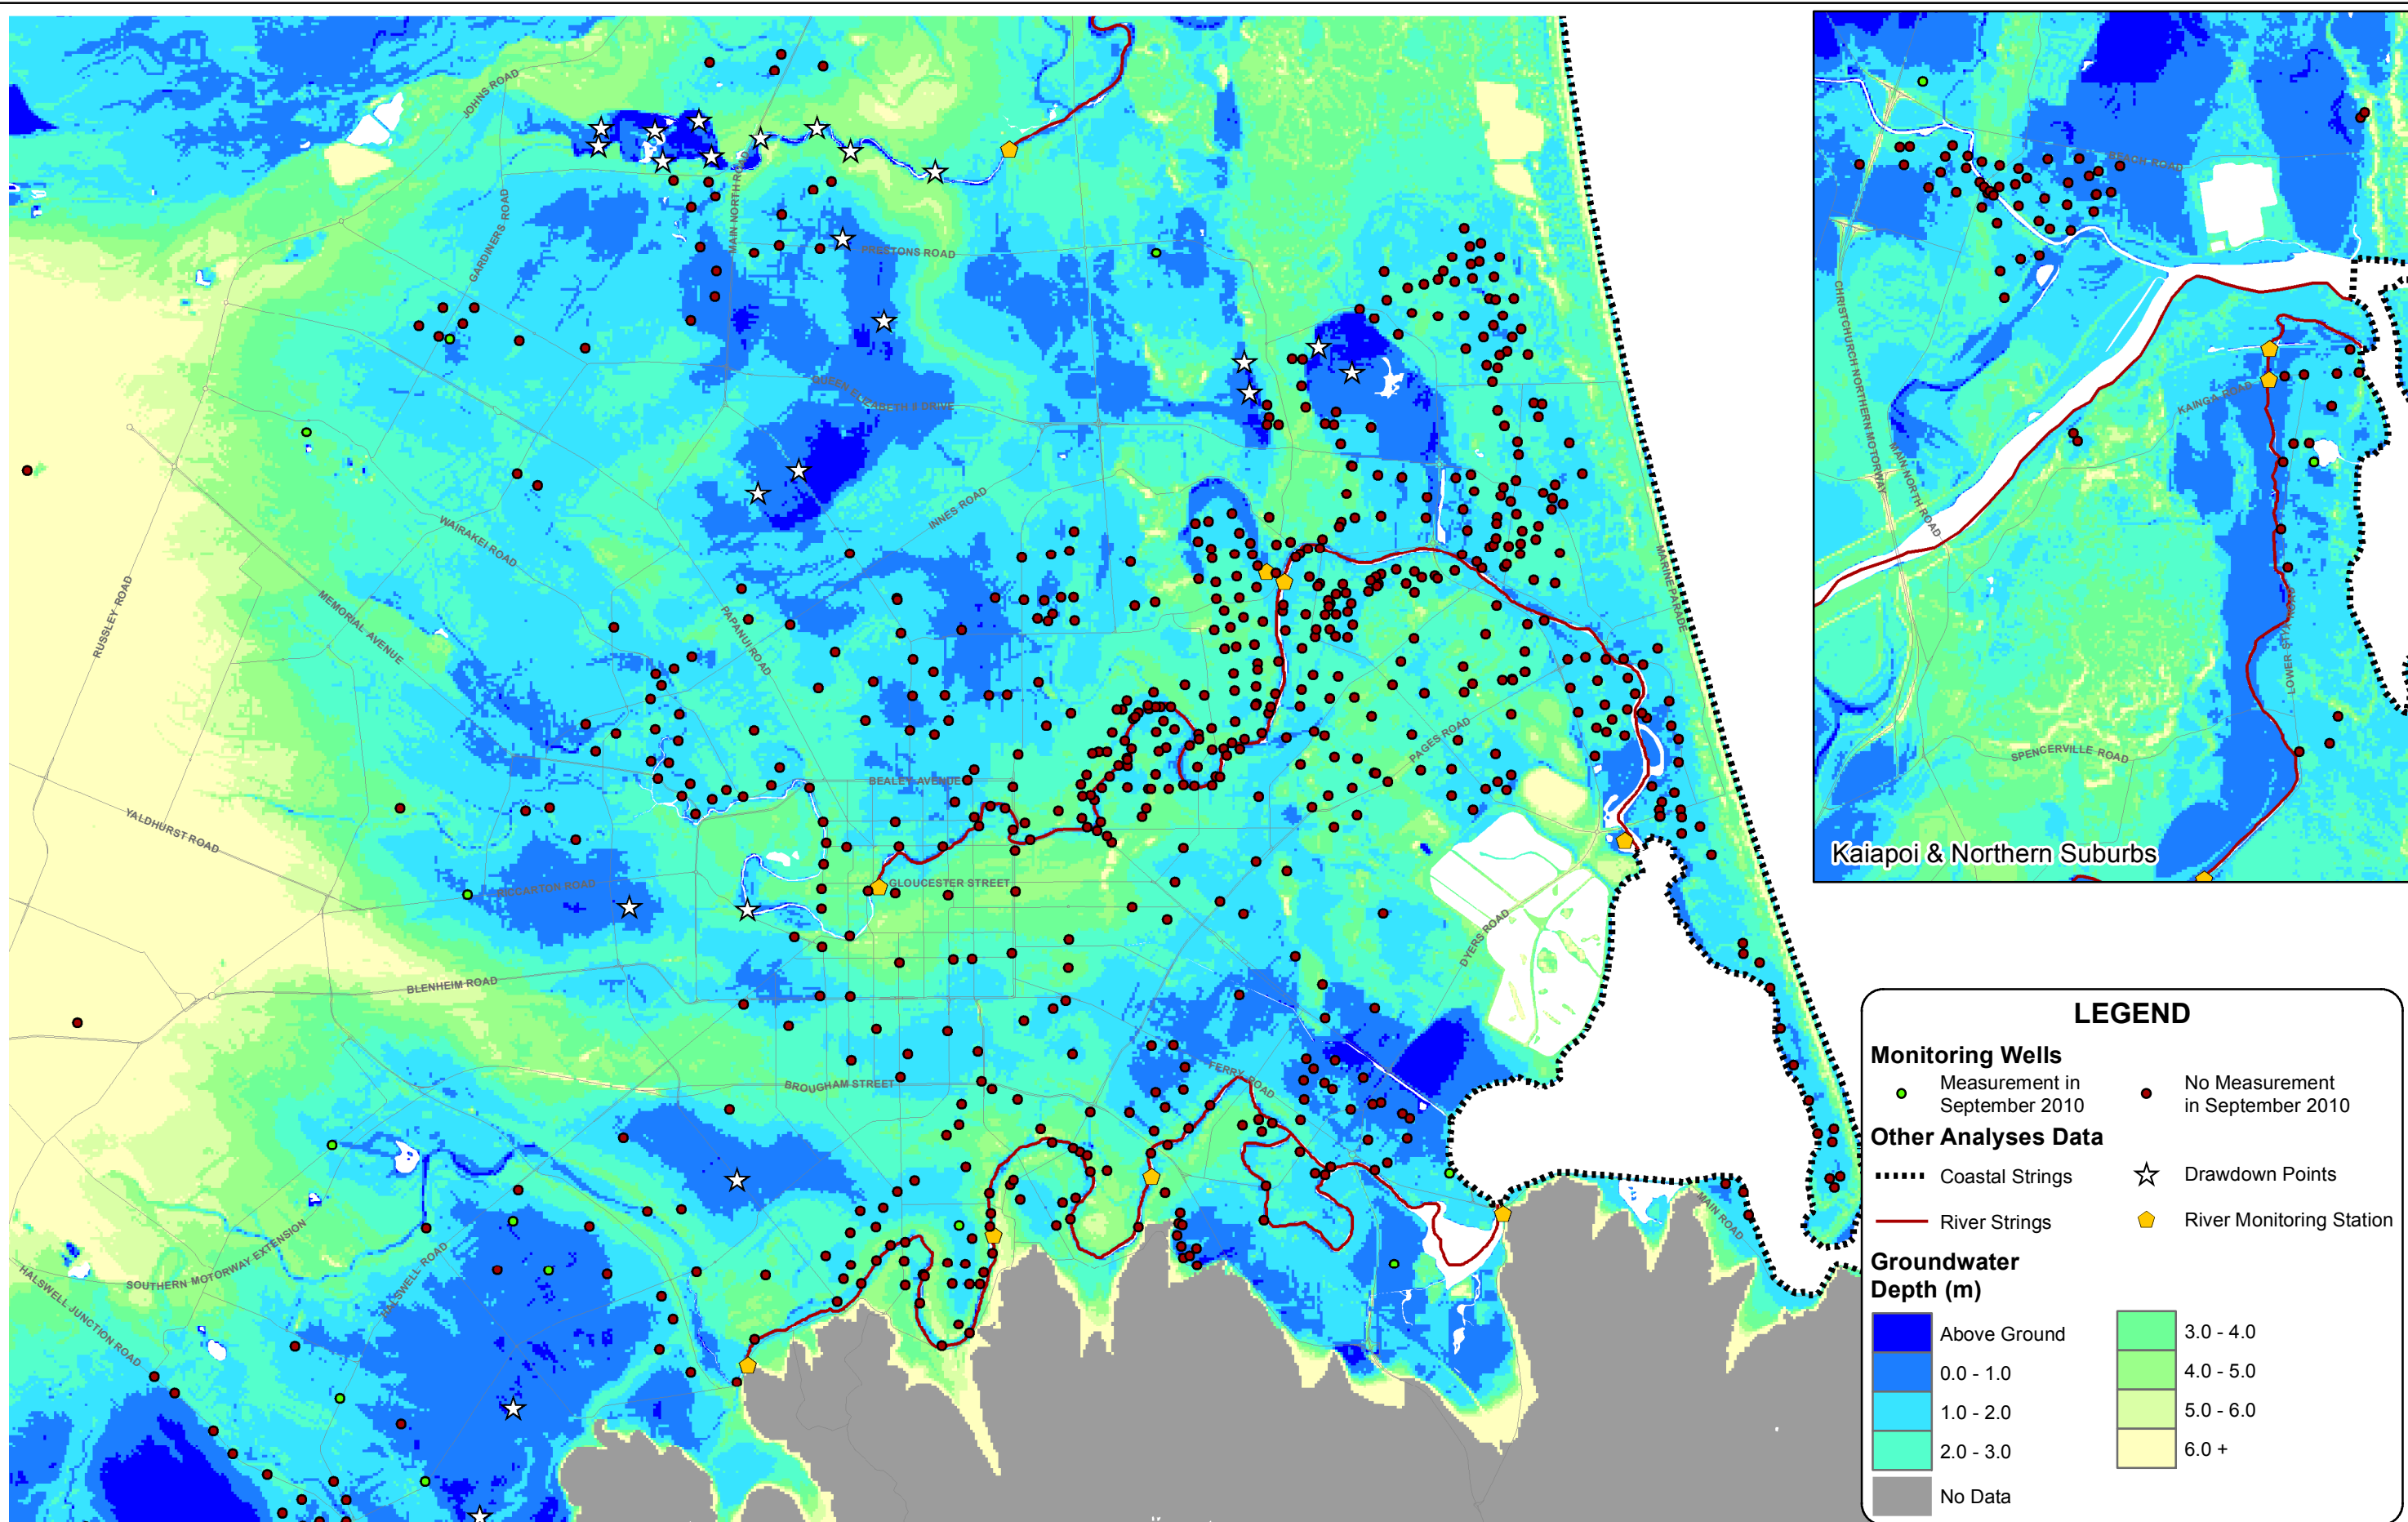 JOHNS ROAD
GARDINERS ROAD
MAIN NORTH ROAD
PRESTONS ROAD
QUEEN ELIZABETH II DRIVE
INNES ROAD
WAIRAKEI ROAD
MEMORIAL AVENUE
RUSSLEY ROAD
PAPANUI ROAD
MARINE PARADE
PAGES ROAD
BEALEY AVENUE
YALDHURST ROAD
RICCARTON ROAD
GLOUCESTER STREET
DYERS ROAD
BLENHEIM ROAD
BROUGHAM STREET
FERRY ROAD
MAIN ROAD
SOUTHERN MOTORWAY EXTENSION
HALSWELL ROAD
HALSWELL JUNCTION ROAD
BEACH ROAD
CHRISTCHURCH NORTHERN MOTORWAY
MAIN NORTH ROAD
KAINGA ROAD
LOWER STYX ROAD
SPENCERVILLE ROAD
Kaiapoi & Northern Suburbs
LEGEND
Monitoring Wells
Measurement in
September 2010
No Measurement
in September 2010
Other Analyses Data
Coastal Strings
Drawdown Points
River Strings
River Monitoring Station
Groundwater
Depth (m)
Above Ground
0.0 - 1.0
1.0 - 2.0
2.0 - 3.0
No Data
3.0 - 4.0
4.0 - 5.0
5.0 - 6.0
6.0 +